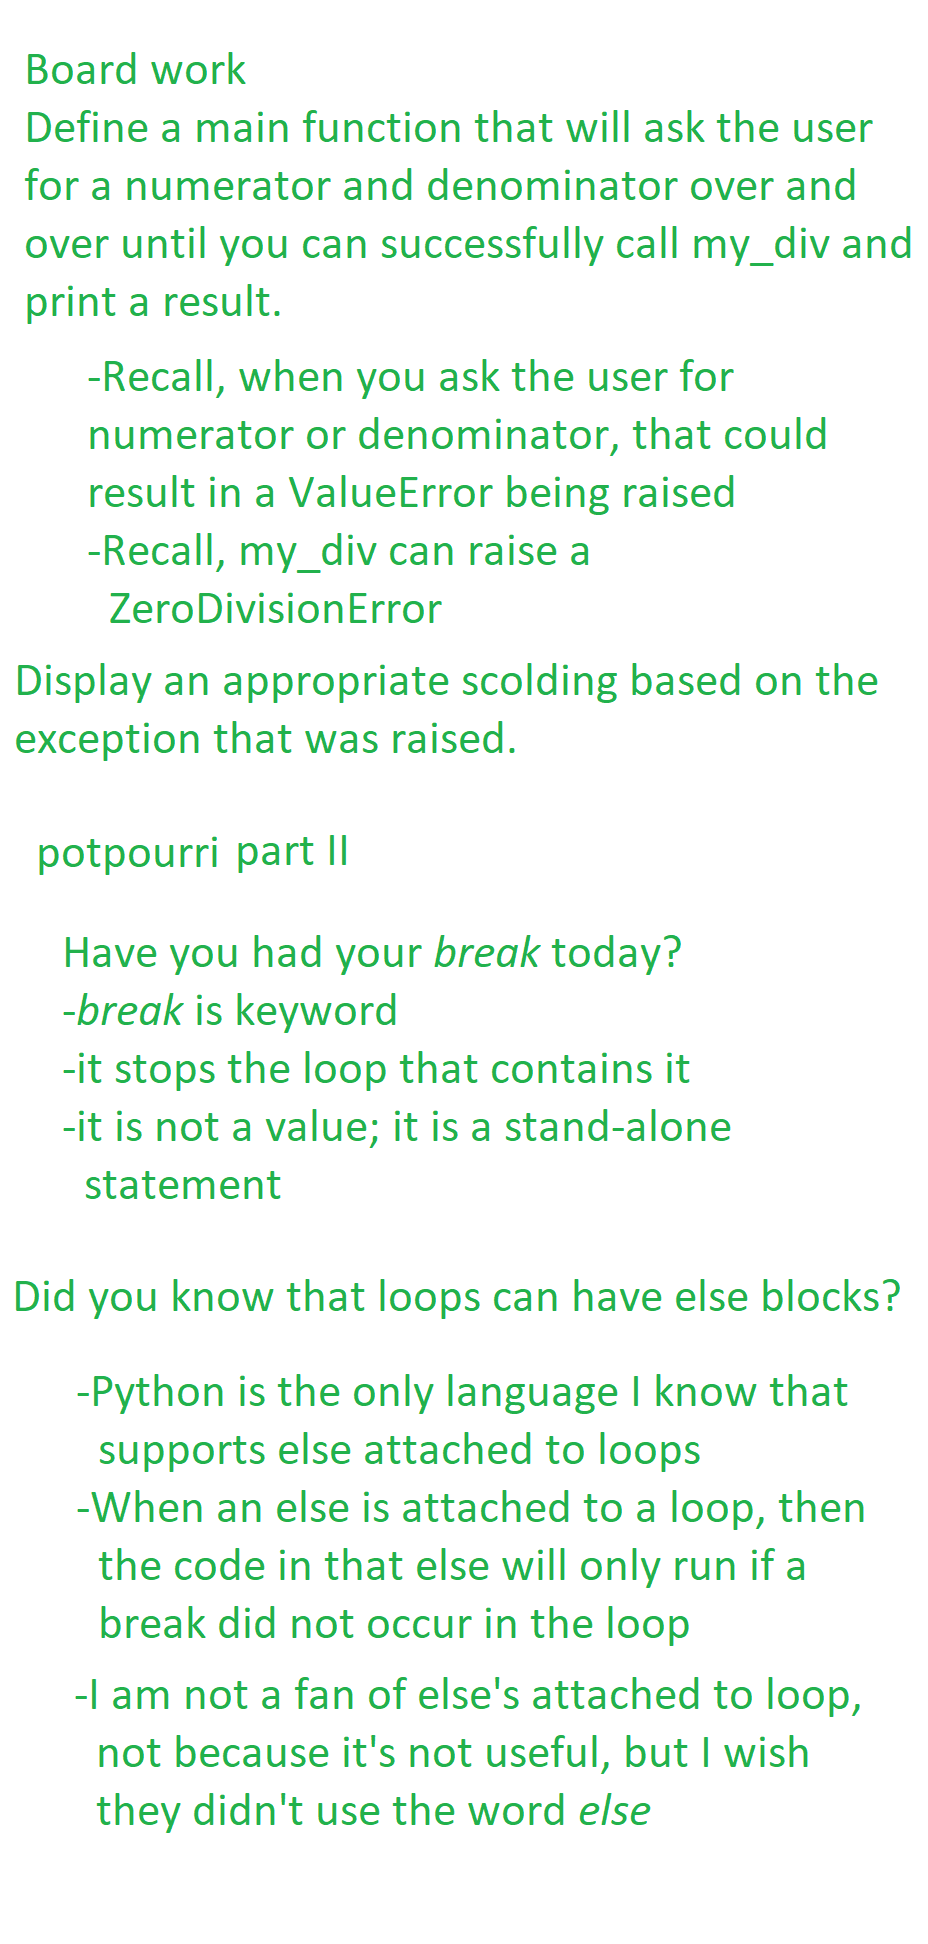 Board work
Define a main function that will ask the user
for a numerator and denominator over and
over until you can successfully call my_div and
print a result.
-Recall, when you ask the user for
numerator or denominator, that could
result in a ValueError being raised
-Recall, my_div can raise a
ZeroDivisionError
Display an appropriate scolding based on the
exception that was raised.
potpourri part II
Have you had your break today?
-break is keyword
-it stops the loop that contains it
-it is not a value; it is a stand-alone
statement
Did you know that loops can have else blocks?
-Python is the only language I know that
supports else attached to loops
-When an else is attached to a loop, then
the code in that else will only run if a
break did not occur in the loop
-I am not a fan of else's attached to loop,
not because it's not useful, but I wish
they didn't use the word else